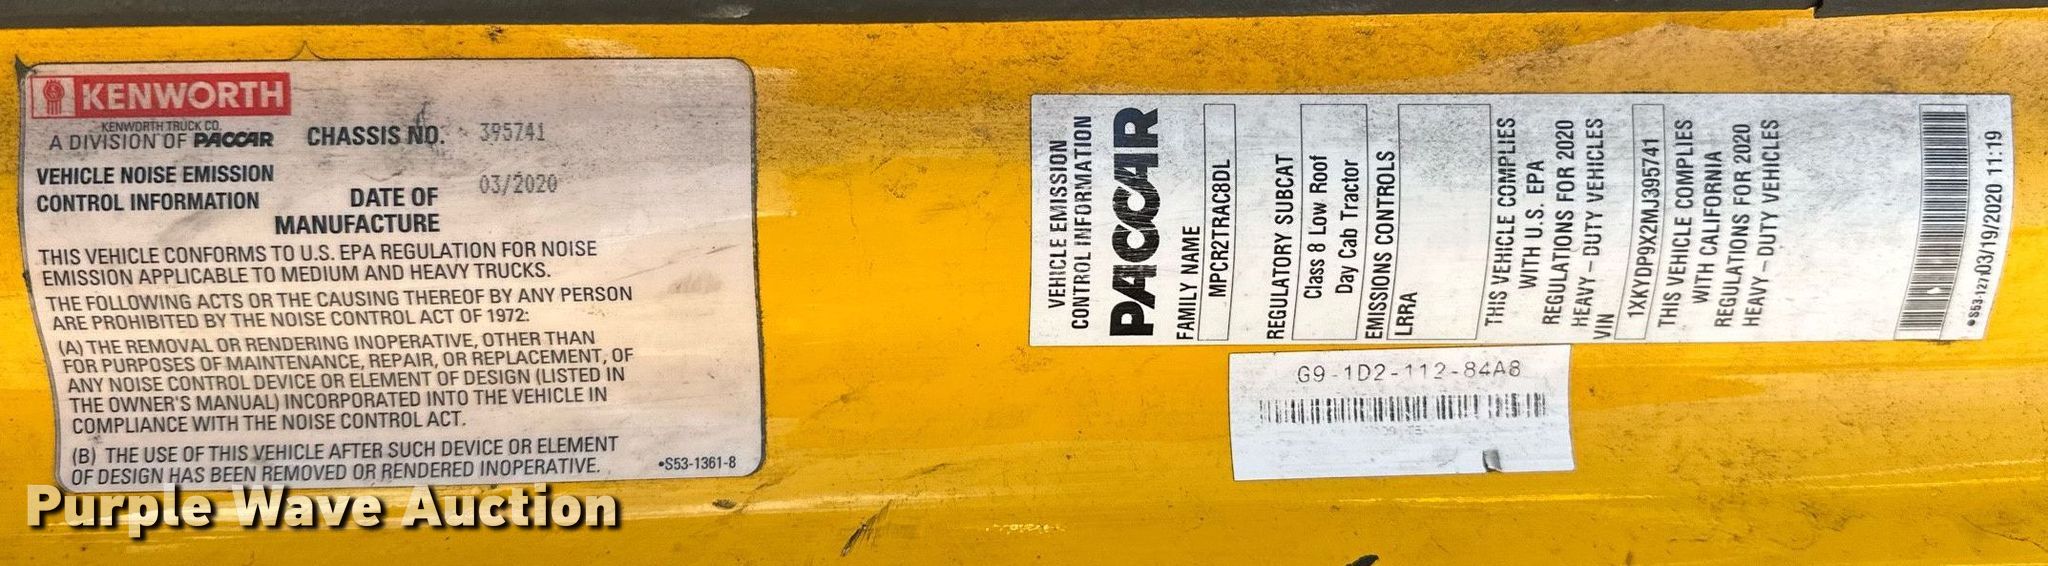 KENWORTH
KENWORTH TRUCK CO.
A DIVISION OF PACCAR
CHASSIS NO. 395741
VEHICLE NOISE EMISSION
CONTROL INFORMATION
DATE OF
MANUFACTURE
03/2020
THIS VEHICLE CONFORMS TO U.S. EPA REGULATION FOR NOISE
EMISSION APPLICABLE TO MEDIUM AND HEAVY TRUCKS.
THE FOLLOWING ACTS OR THE CAUSING THEREOF BY ANY PERSON
ARE PROHIBITED BY THE NOISE CONTROL ACT OF 1972:
(A) THE REMOVAL OR RENDERING INOPERATIVE, OTHER THAN
FOR PURPOSES OF MAINTENANCE, REPAIR, OR REPLACEMENT, OF
ANY NOISE CONTROL DEVICE OR ELEMENT OF DESIGN (LISTED IN
THE OWNER'S MANUAL) INCORPORATED INTO THE VEHICLE IN
COMPLIANCE WITH THE NOISE CONTROL ACT.
(B) THE USE OF THIS VEHICLE AFTER SUCH DEVICE OR ELEMENT
OF DESIGN HAS BEEN REMOVED OR RENDERED INOPERATIVE.
•S53-1361-8
VEHICLE EMISSION
CONTROL INFORMATION
PACCAR
FAMILY NAME
MPCR2TRAC8DL
REGULATORY SUBCAT
Class 8 Low Roof
Day Cab Tractor
EMISSIONS CONTROLS
LRRA
THIS VEHICLE COMPLIES
WITH U.S. EPA
REGULATIONS FOR 2020
HEAVY-DUTY VEHICLES
VIN
1XKYDP9X2MJ395741
THIS VEHICLE COMPLIES
WITH CALIFORNIA
REGULATIONS FOR 2020
HEAVY-DUTY VEHICLES
03/19/2020 11:19
G9-1D2-112-84A8
Purple Wave Auction